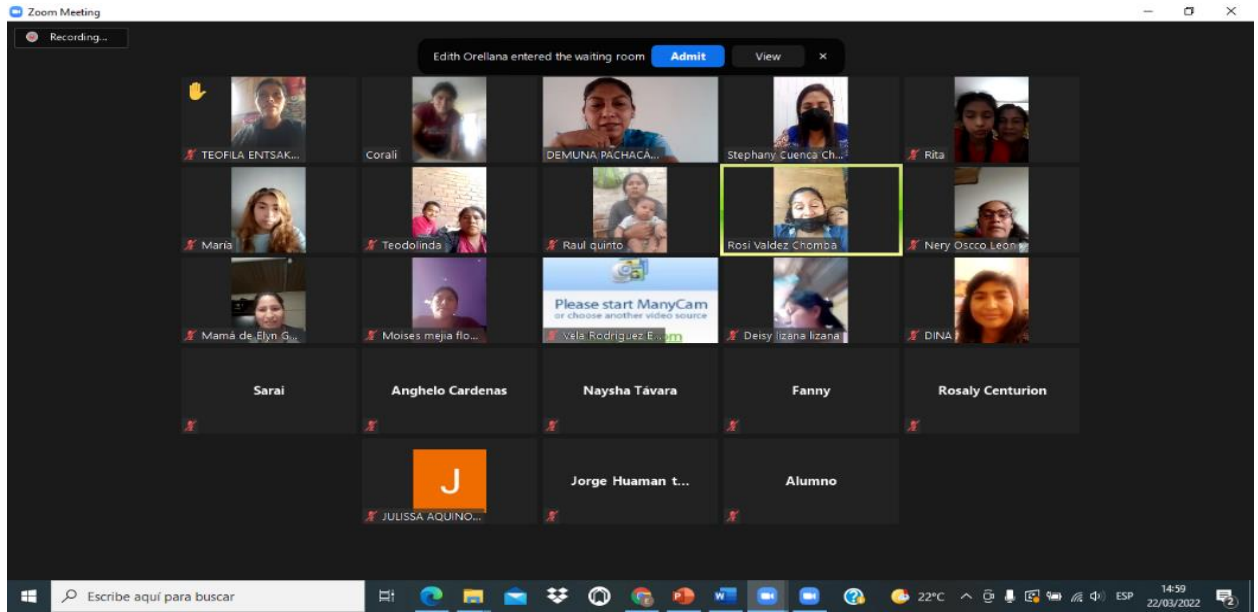 Zoom Meeting
Recording...
Edith Orellana entered the waiting room Admit View
TEOFILA ENTSAK...
Corali
DEMUNA PACHACÁ...
Stephany Cuenca Ch...
Rita
María
Teodolinda
Raul quinto
Rosi Valdez Chomba
Nery Oscco Leon
Mamá de Elyn G...
Moises mejia flo...
Please start ManyCam
or choose another video source
Vela Rodriguez E...
Deisy lizana lizana
DINA
Sarai
Anghelo Cardenas
Naysha Távara
Fanny
Rosaly Centurion
J
JULISSA AQUINO...
Jorge Huaman t...
Alumno
Escribe aquí para buscar
22°C
ESP
14:59
22/03/2022
2